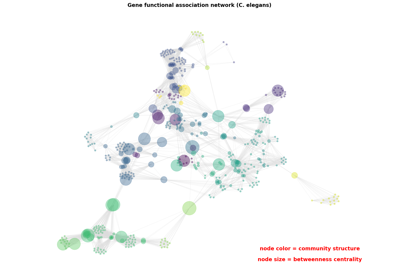 Gene functional association network (C. elegans)
node color = community structure
node size = betweenness centrality